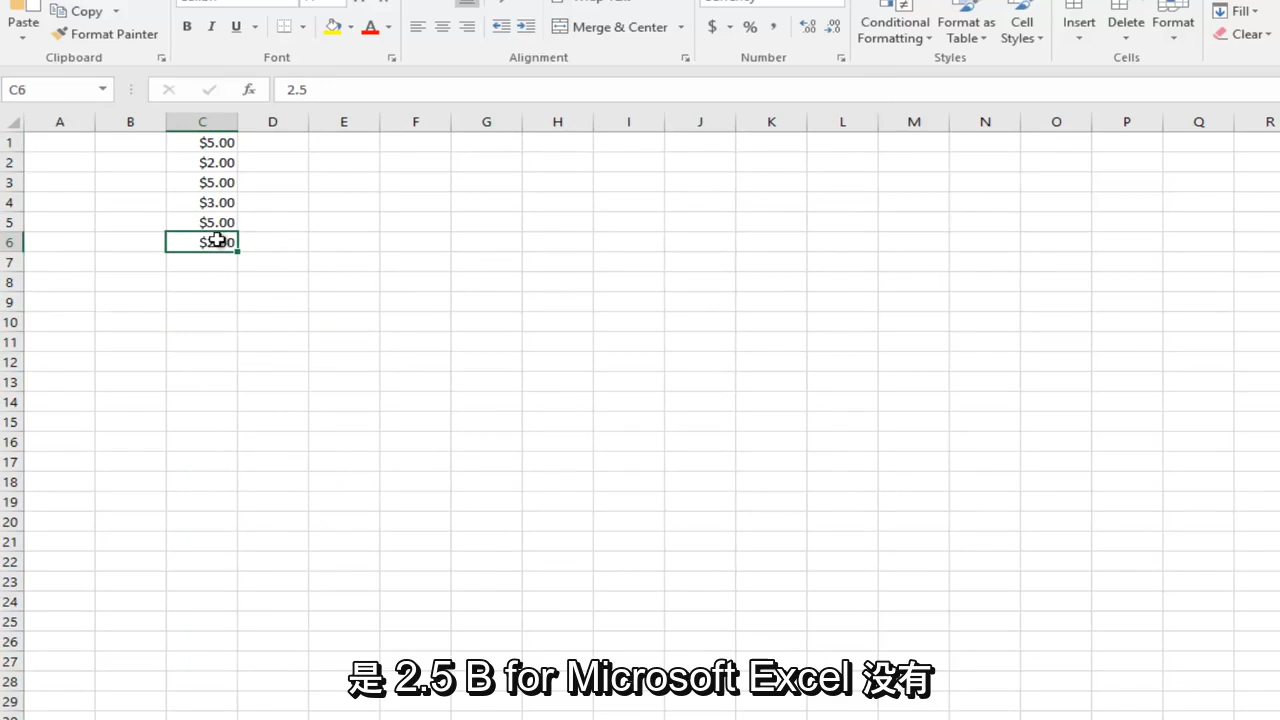 Paste
Copy
Format Painter
Clipboard
B I U A
Font
Merge & Center
Alignment
$ %
Number
Conditional Formatting
Format as Table
Cell Styles
Styles
Insert Delete Format
Cells
Fill
Clear
C6 fx 2.5
A B C D E F G H I J K L M N O P Q R
1 $5.00
2 $2.00
3 $5.00
4 $3.00
5 $5.00
6
7
8
9
10
11
12
13
14
15
16
17
18
19
20
21
22
23
24
25
26
27
28
29
是 2.5 B for Microsoft Excel 没有